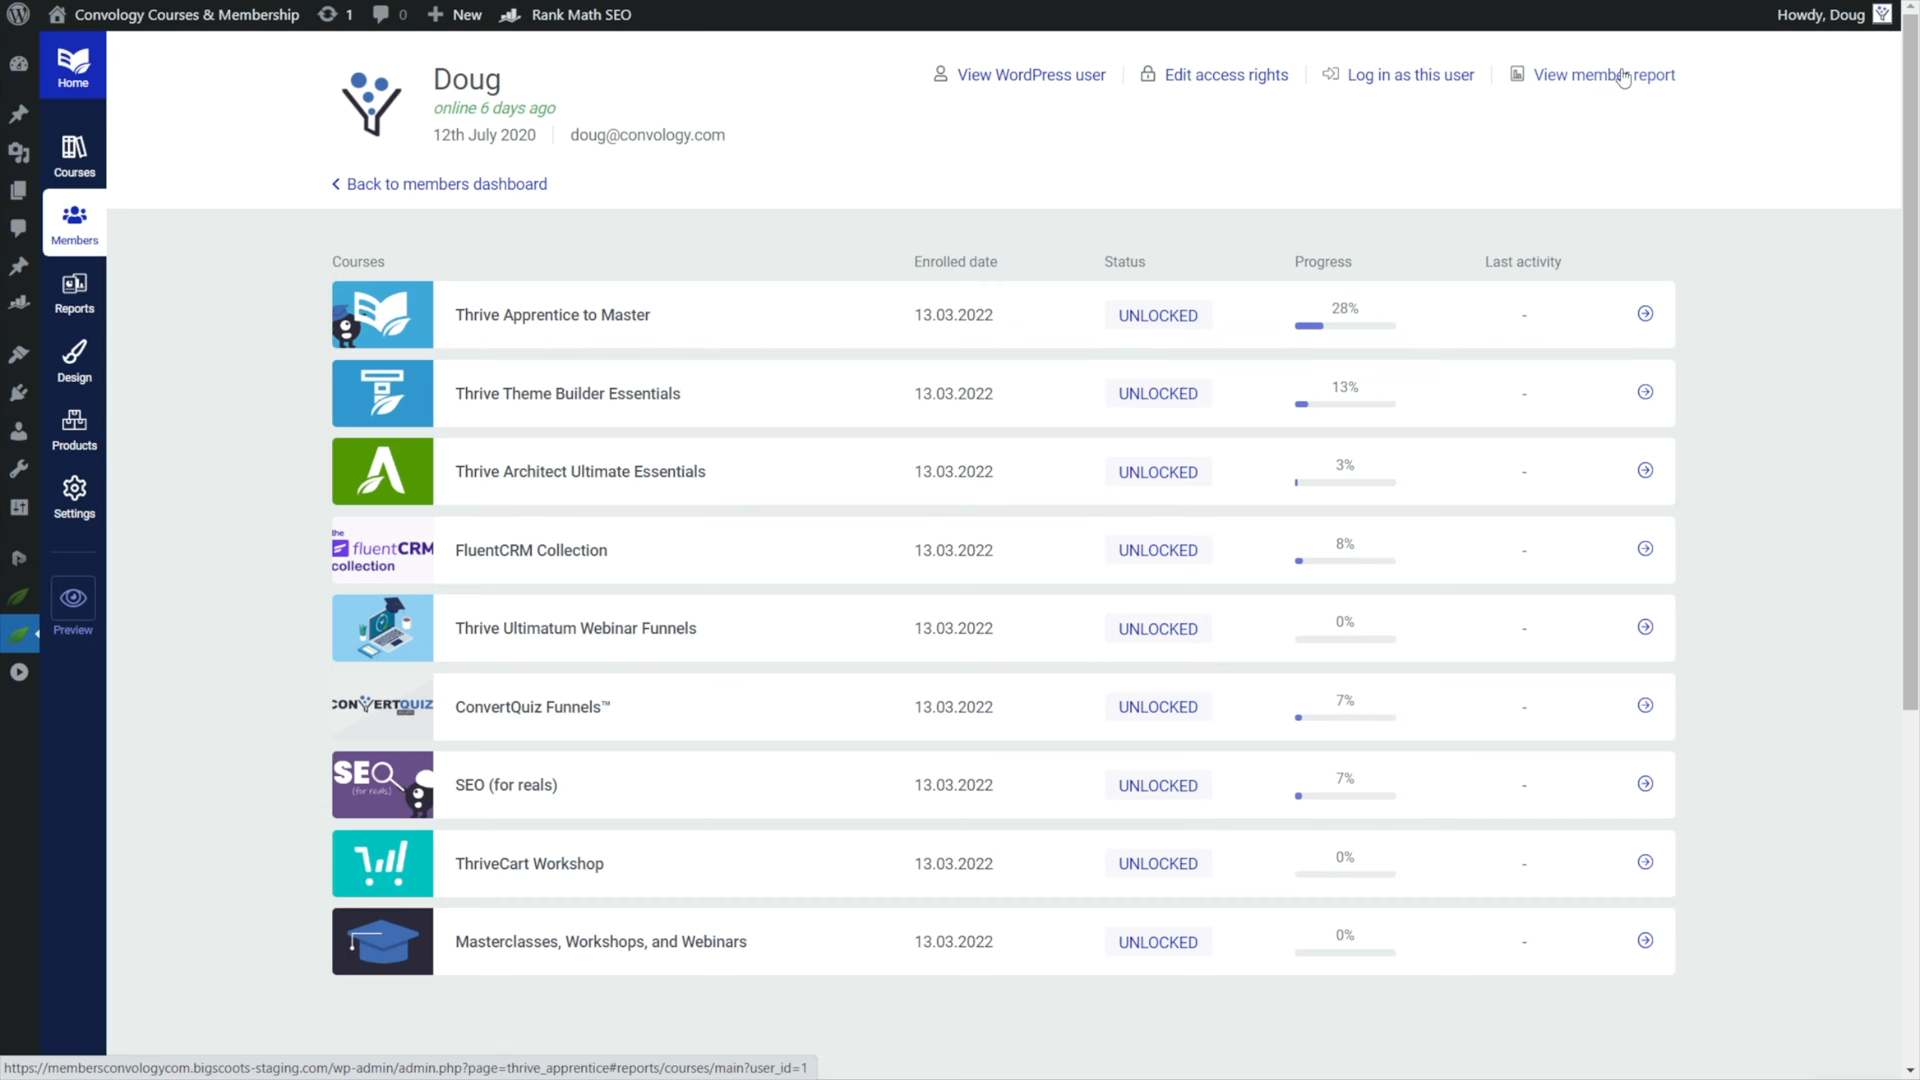 Convology Courses & Membership 1 0 New Rank Math SEO Howdy, Doug
Home
Courses
Members
Reports
Design
Products
Settings
Preview
Doug
online 6 days ago
12th July 2020 doug@convology.com
View WordPress user Edit access rights Log in as this user View member report
Back to members dashboard
Courses Enrolled date Status Progress Last activity
Thrive Apprentice to Master 13.03.2022 UNLOCKED 28% -
Thrive Theme Builder Essentials 13.03.2022 UNLOCKED 13% -
Thrive Architect Ultimate Essentials 13.03.2022 UNLOCKED 3% -
the
fluentCRM
collection
FluentCRM Collection 13.03.2022 UNLOCKED 8% -
Thrive Ultimatum Webinar Funnels 13.03.2022 UNLOCKED 0% -
CONVERTQUIZ
ConvertQuiz Funnels™ 13.03.2022 UNLOCKED 7% -
SEO
(for reals)
SEO (for reals) 13.03.2022 UNLOCKED 7% -
ThriveCart Workshop 13.03.2022 UNLOCKED 0% -
Masterclasses, Workshops, and Webinars 13.03.2022 UNLOCKED 0% -
https://membersconvologycom.bigscoots-staging.com/wp-admin/admin.php?page=thrive_apprentice#reports/courses/main?user_id=1